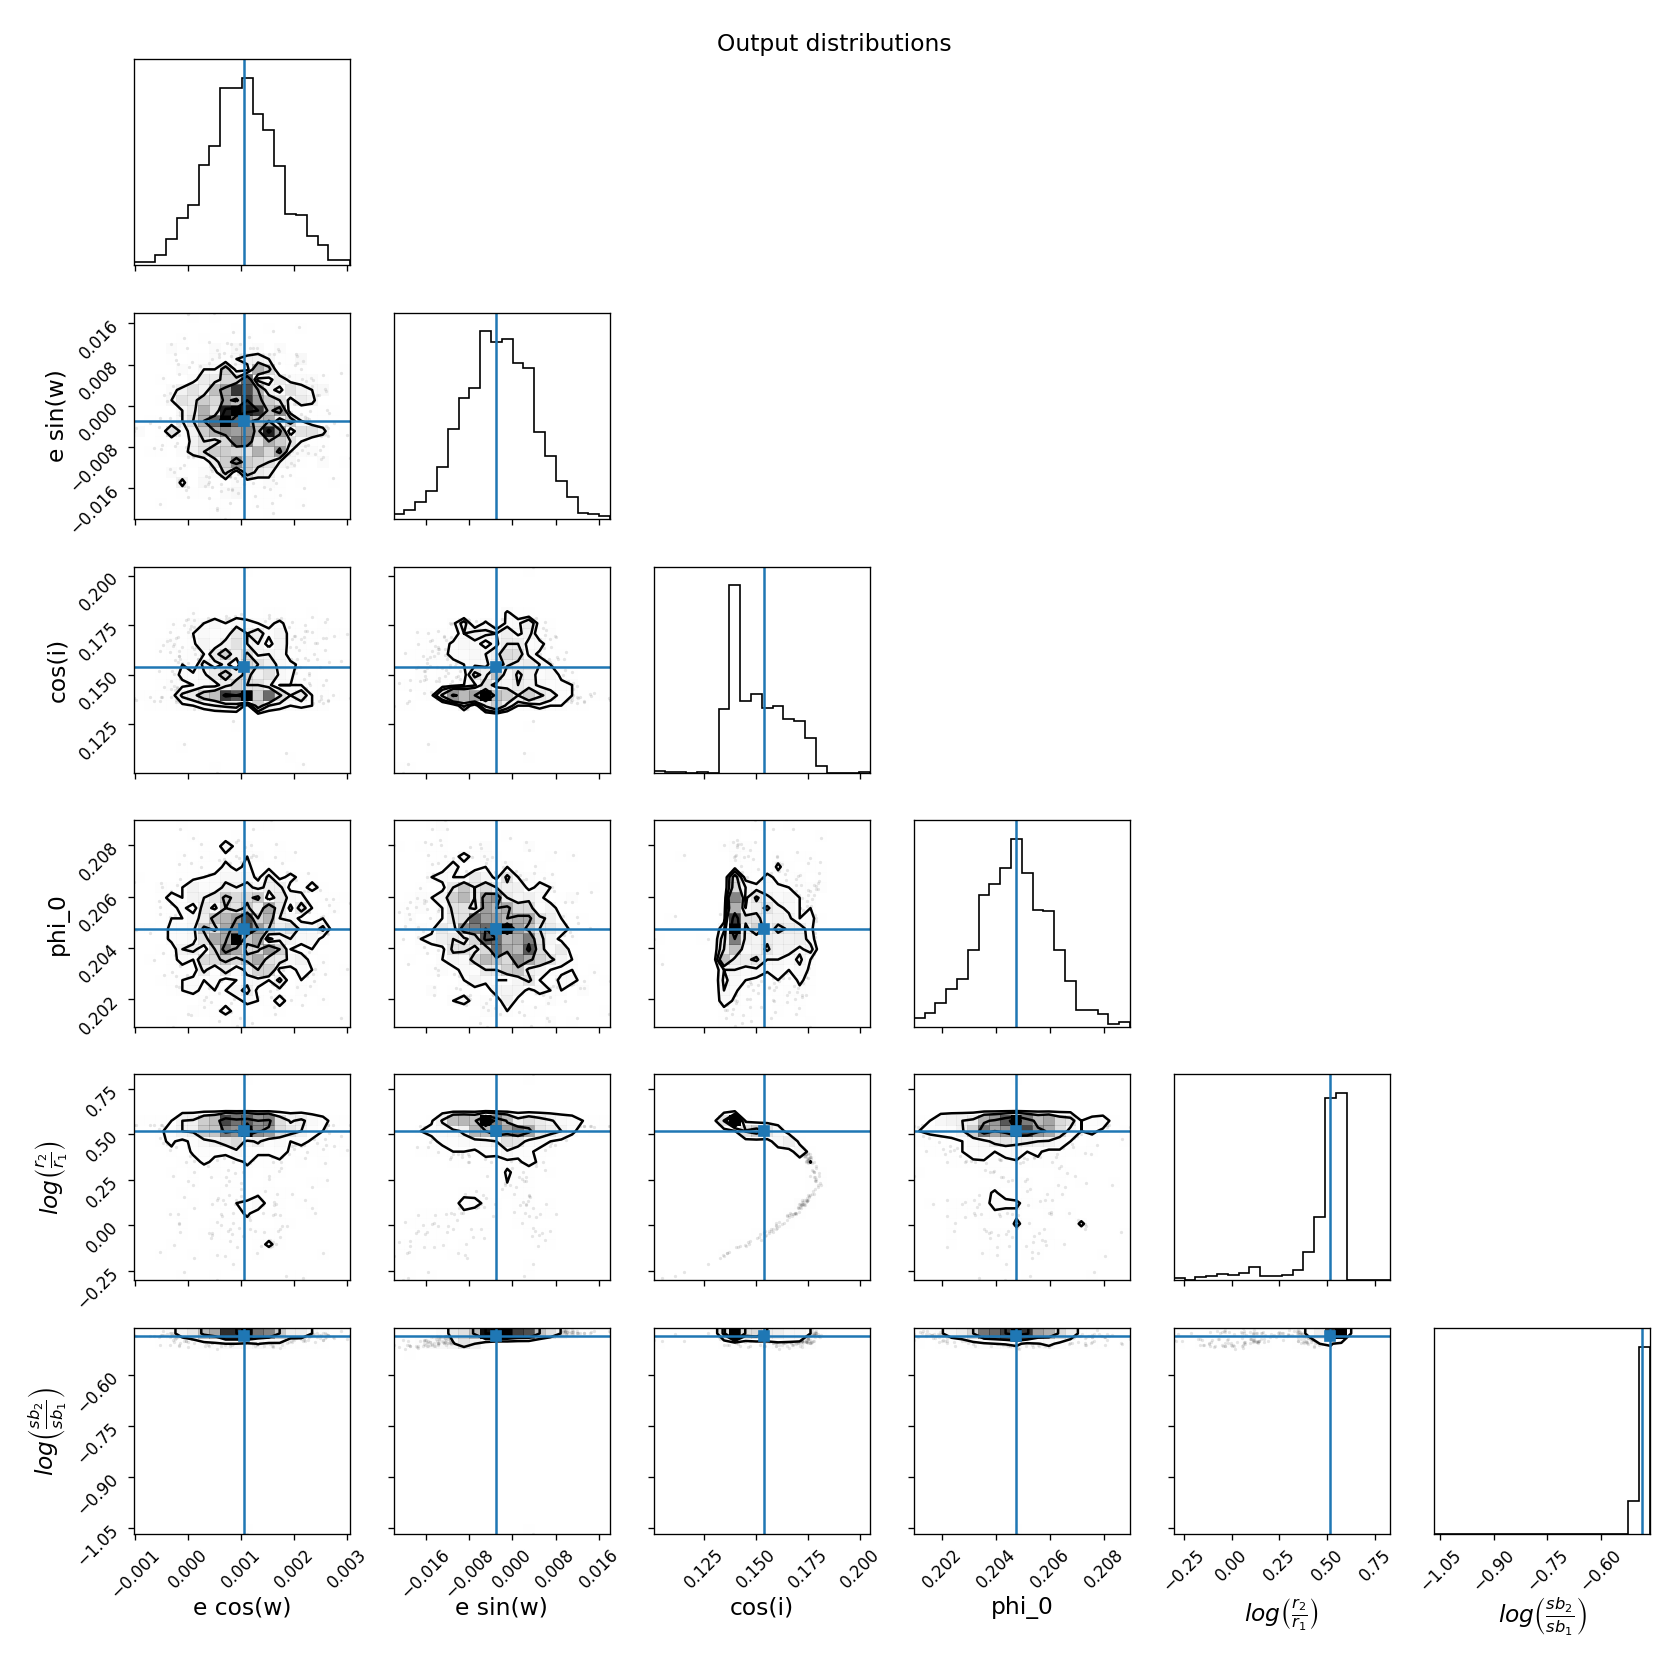 Output distributions
0.016
0.008
0.000
−0.008
−0.016
e sin(w)
0.200
0.175
0.150
0.125
cos(i)
0.208
0.206
0.204
0.202
phi_0
0.75
0.50
0.25
0.00
−0.25
log(r₂/r₁)
−0.60
−0.75
−0.90
−1.05
log(sb₂/sb₁)
−0.001 0.000 0.001 0.002 0.003
e cos(w)
−0.016 −0.008 0.000 0.008 0.016
e sin(w)
0.125 0.150 0.175 0.200
cos(i)
0.202 0.204 0.206 0.208
phi_0
−0.25 0.00 0.25 0.50 0.75
log(r₂/r₁)
−1.05 −0.90 −0.75 −0.60
log(sb₂/sb₁)